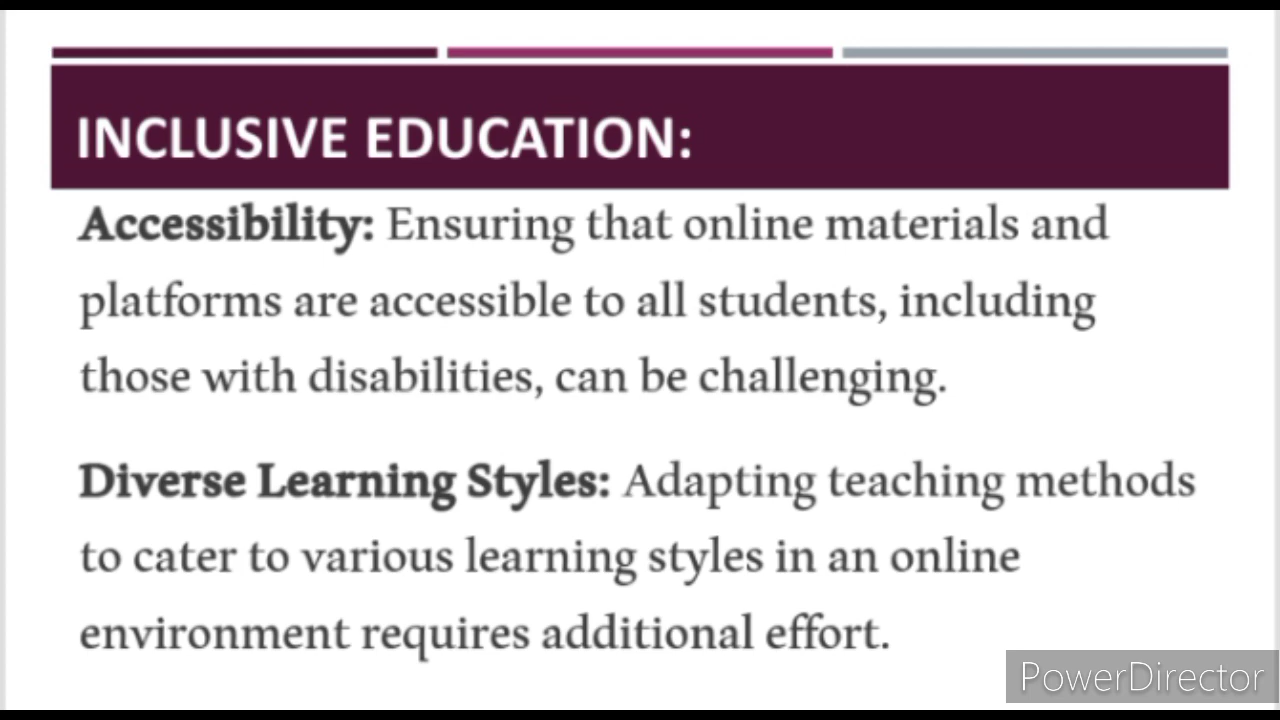 INCLUSIVE EDUCATION:
Accessibility: Ensuring that online materials and
platforms are accessible to all students, including
those with disabilities, can be challenging.
Diverse Learning Styles: Adapting teaching methods
to cater to various learning styles in an online
environment requires additional effort.
PowerDirector